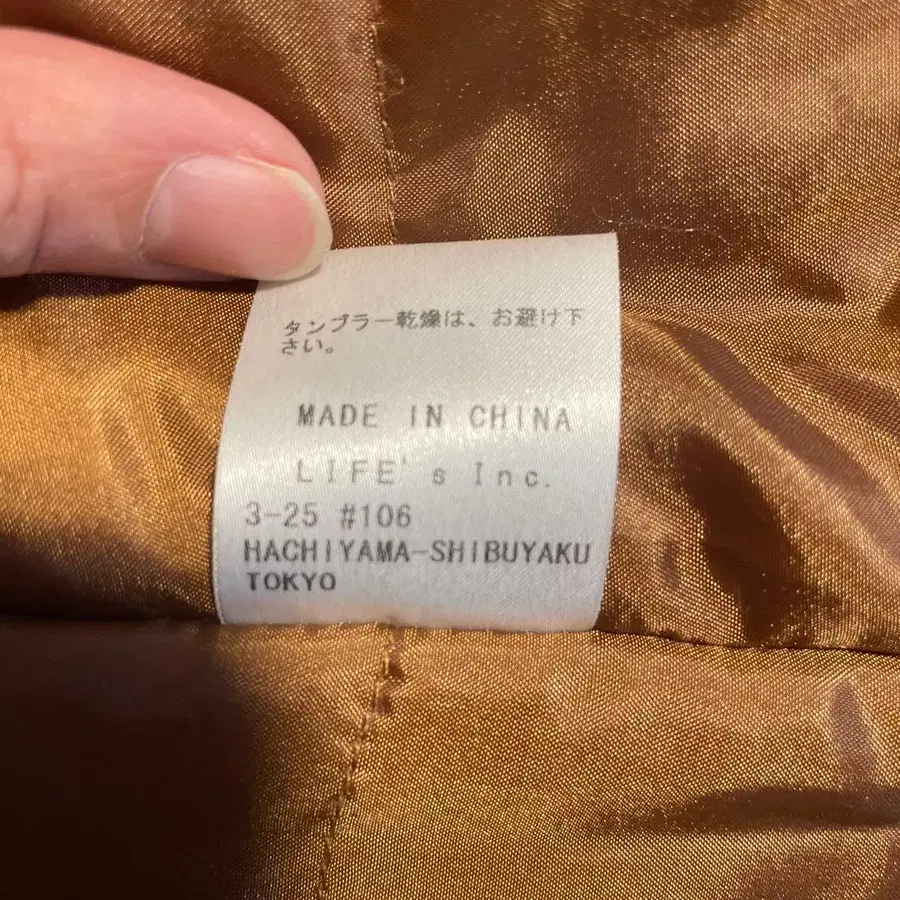 タンブラー乾燥は、お避け下
さい。
MADE IN CHINA
LIFE's Inc.
3-25 #106
HACHIYAMA-SHIBUYAKU
TOKYO